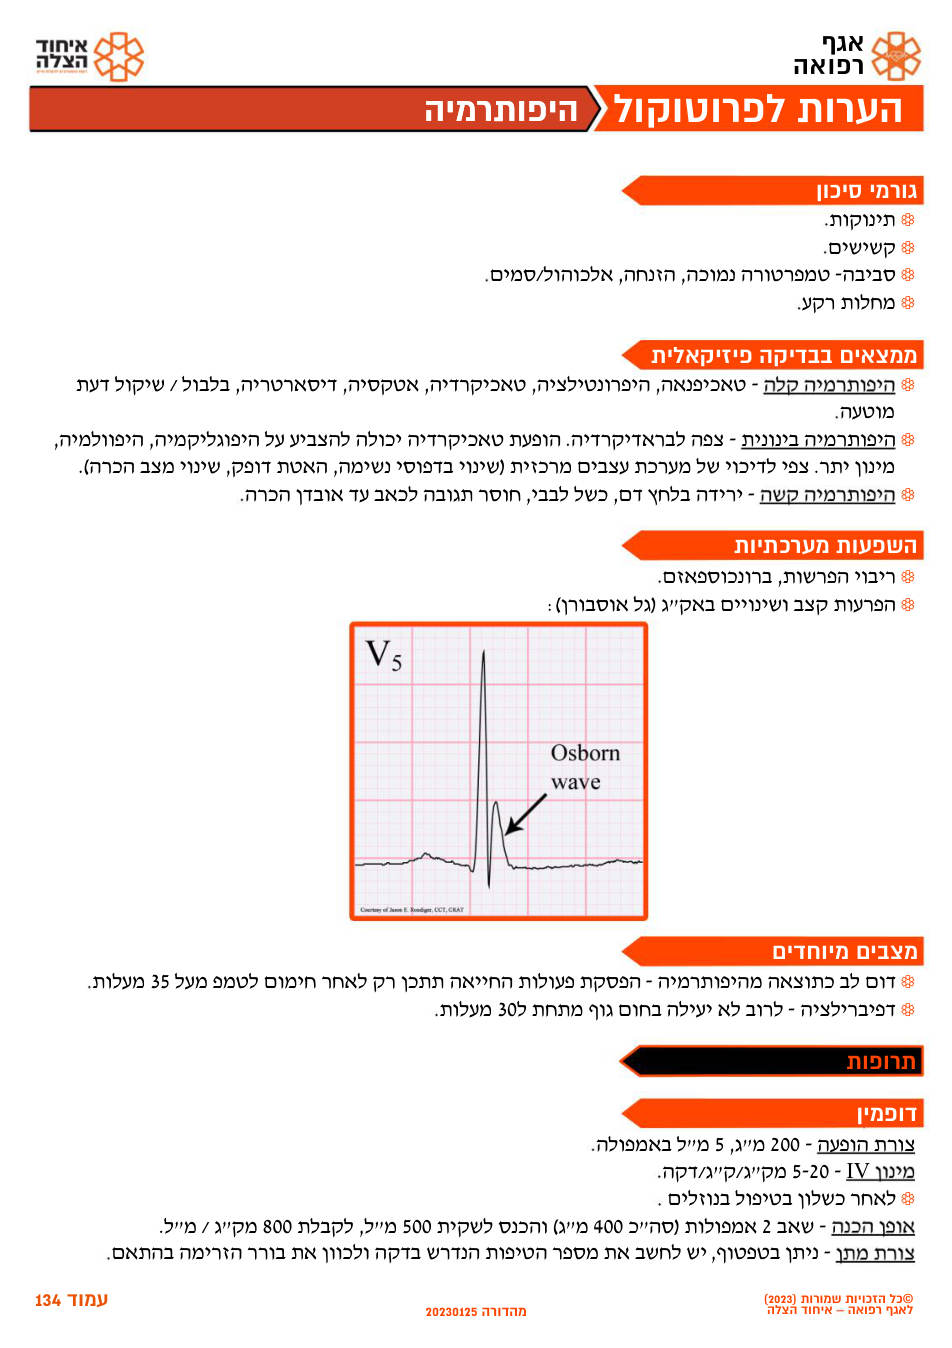 אגף
רפואה
איחוד
הצלה
הערות לפרוטוקול
היפותרמיה
גורמי סיכון
תינוקות.
קשישים.
סביבה- טמפרטורה נמוכה, הזנחה, אלכוהול/סמים.
מחלות רקע.
ממצאים בבדיקה פיזיקאלית
היפותרמיה קלה - טאכיפנאה, היפרונטילציה, טאכיקרדיה, אטקסיה, דיסארטריה, בלבול / שיקול דעת
מוטעה.
היפותרמיה בינונית - צפה לבראדיקרדיה. הופעת טאכיקרדיה יכולה להצביע על היפוגליקמיה, היפוולמיה,
מינון יתר. צפי לדיכוי של מערכת עצבים מרכזית (שינוי בדפוסי נשימה, האטת דופק, שינוי מצב הכרה).
היפותרמיה קשה - ירידה בלחץ דם, כשל לבבי, חוסר תגובה לכאב עד אובדן הכרה.
השפעות מערכתיות
ריבוי הפרשות, ברונכוספאזם.
הפרעות קצב ושינויים באק״ג (גל אוסבורן):
V5
Osborn
wave
Courtesy of Jason E. Roediger, CCT, CRAT
מצבים מיוחדים
דום לב כתוצאה מהיפותרמיה - הפסקת פעולות החייאה תתכן רק לאחר חימום לטמפ מעל 35 מעלות.
דפיברילציה - לרוב לא יעילה בחום גוף מתחת ל30 מעלות.
תרופות
דופמין
צורת הופעה - 200 מ״ג, 5 מ״ל באמפולה.
מינון IV - 5-20 מק״ג/ק״ג/דקה.
לאחר כשלון בטיפול בנוזלים .
אופן הכנה - שאב 2 אמפולות (סה״כ 400 מ״ג) והכנס לשקית 500 מ״ל, לקבלת 800 מק״ג / מ״ל.
צורת מתן - ניתן בטפטוף, יש לחשב את מספר הטיפות הנדרש בדקה ולכוון את בורר הזרימה בהתאם.
©כל הזכויות שמורות (2023)
לאגף רפואה – איחוד הצלה
מהדורה 20230125
עמוד 134